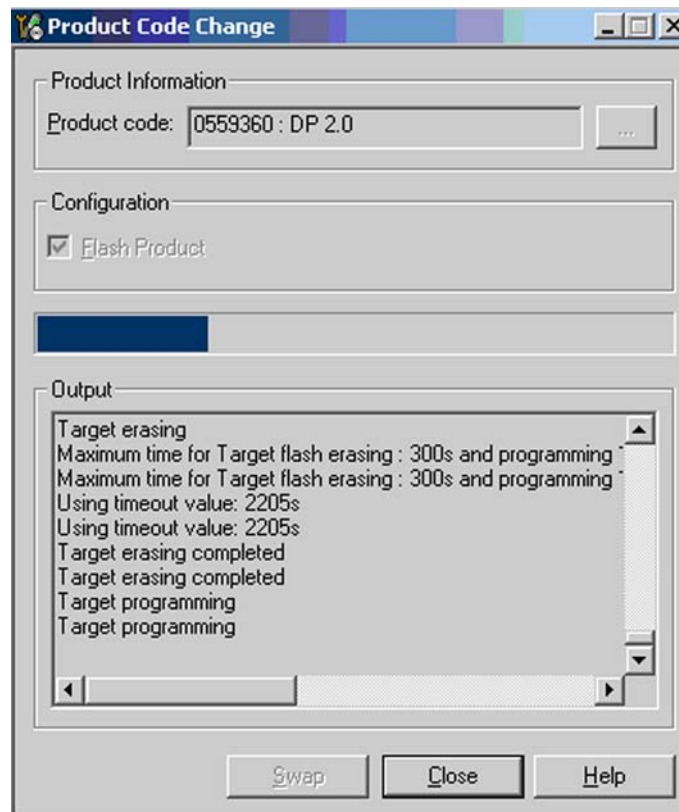 Product Code Change
Product Information
Product code: 0559360 : DP 2.0
...
Configuration
Flash Product
Output
Target erasing
Maximum time for Target flash erasing : 300s and programming
Maximum time for Target flash erasing : 300s and programming
Using timeout value: 2205s
Using timeout value: 2205s
Target erasing completed
Target erasing completed
Target programming
Target programming
Swap Close Help